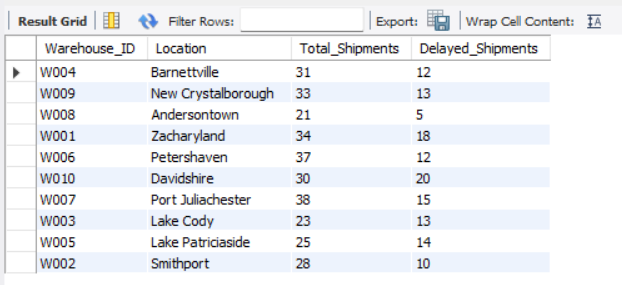 Result Grid Filter Rows: Export: Wrap Cell Content:
Warehouse_ID Location Total_Shipments Delayed_Shipments
W004 Barnettville 31 12
W009 New Crystalborough 33 13
W008 Andersontown 21 5
W001 Zacharyland 34 18
W006 Petershaven 37 12
W010 Davidshire 30 20
W007 Port Juliachester 38 15
W003 Lake Cody 23 13
W005 Lake Patriciaside 25 14
W002 Smithport 28 10